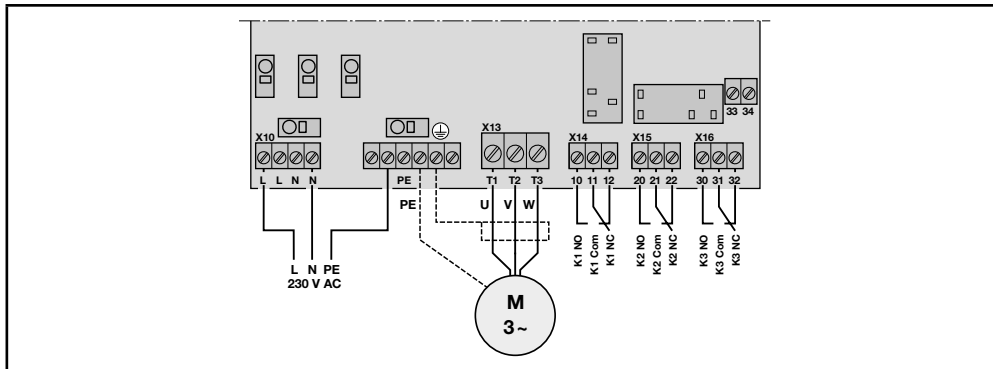 33 34
X10 X13 X14 X15 X16
L L N N PE T1 T2 T3 10 11 12 20 21 22 30 31 32
PE U V W
K1 NO
K1 Com
K1 NC
K2 NO
K2 Com
K2 NC
K3 NO
K3 Com
K3 NC
L N PE
230 V AC
M
3~